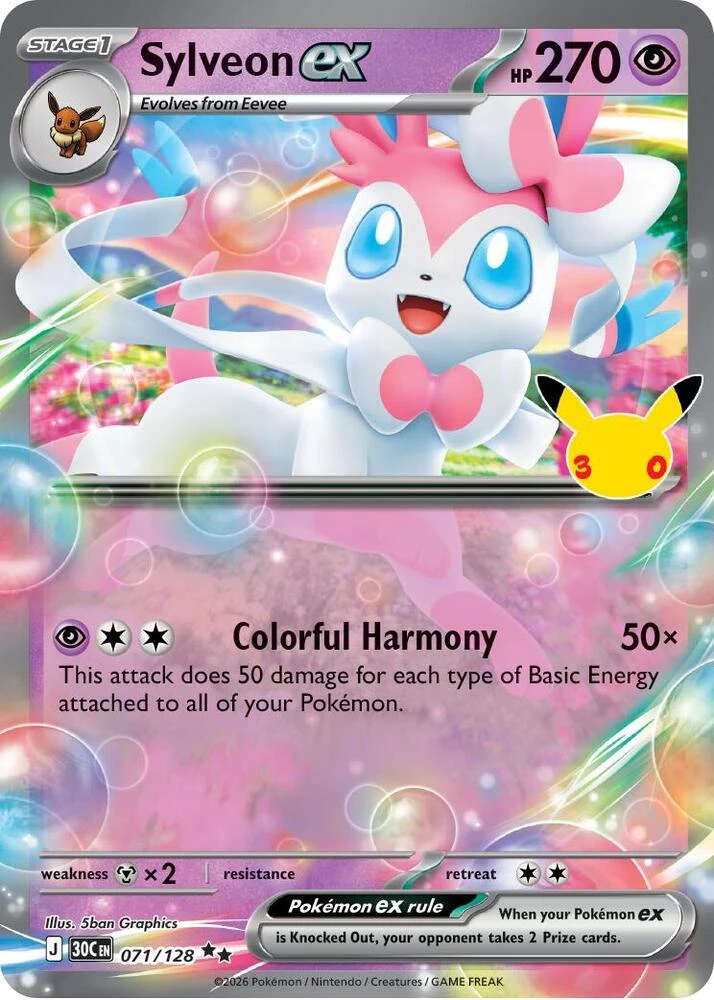 STAGE 1
Sylveon ex
HP 270
Evolves from Eevee
30
Colorful Harmony 50×
This attack does 50 damage for each type of Basic Energy
attached to all of your Pokémon.
weakness ×2 resistance retreat
Pokémon ex rule
When your Pokémon ex
is Knocked Out, your opponent takes 2 Prize cards.
Illus. 5ban Graphics
J 30C EN 071/128 ★★
©2026 Pokémon / Nintendo / Creatures / GAME FREAK